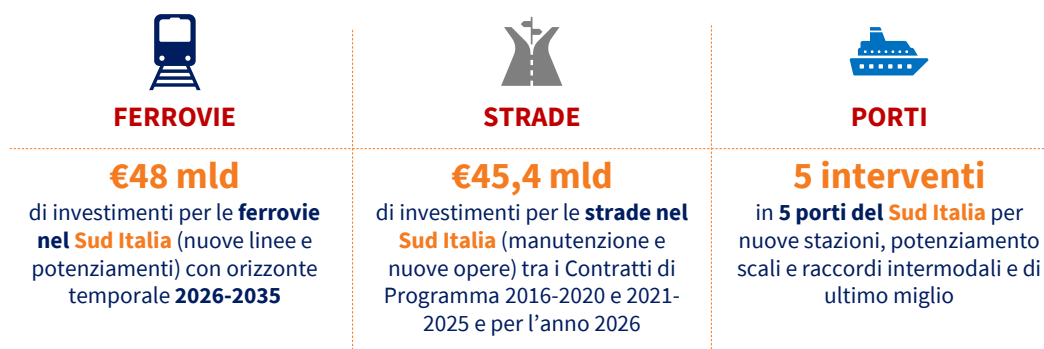 FERROVIE
€48 mld
di investimenti per le ferrovie
nel Sud Italia (nuove linee e
potenziamenti) con orizzonte
temporale 2026-2035
STRADE
€45,4 mld
di investimenti per le strade nel
Sud Italia (manutenzione e
nuove opere) tra i Contratti di
Programma 2016-2020 e 2021-
2025 e per l’anno 2026
PORTI
5 interventi
in 5 porti del Sud Italia per
nuove stazioni, potenziamento
scali e raccordi intermodali e di
ultimo miglio